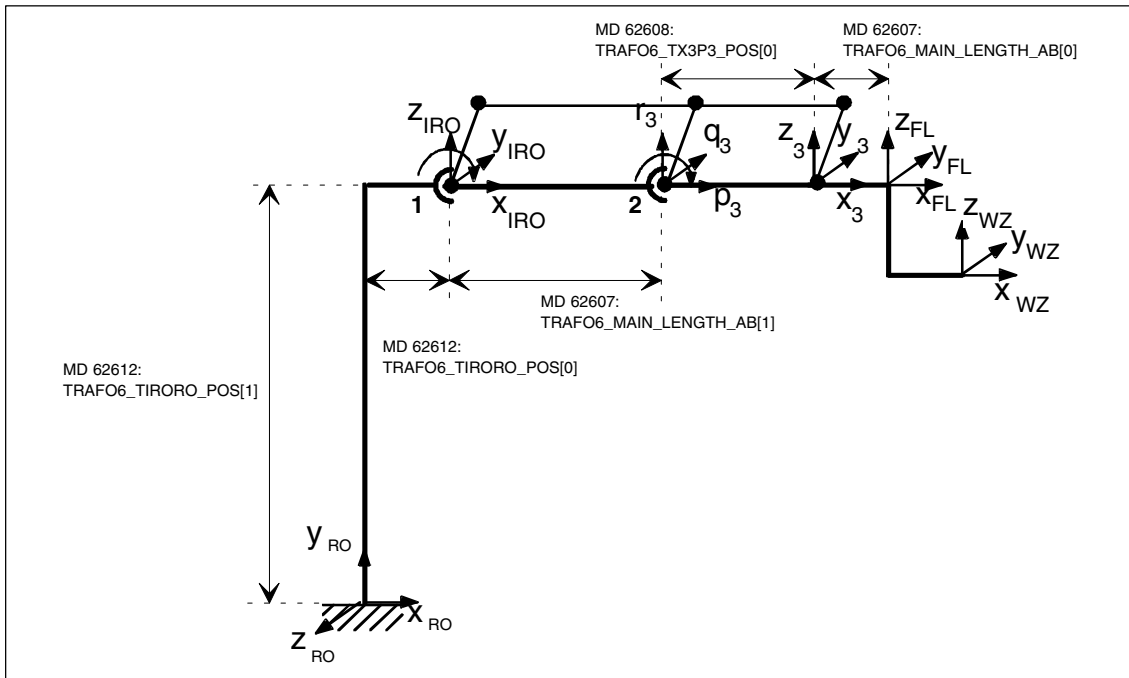 MD 62608:
TRAFO6_TX3P3_POS[0]
MD 62607:
TRAFO6_MAIN_LENGTH_AB[0]
z IRO
y IRO
x IRO
r 3
q 3
p 3
z 3
y 3
x 3
z FL
y FL
x FL
1
2
z WZ
y WZ
x WZ
MD 62607:
TRAFO6_MAIN_LENGTH_AB[1]
MD 62612:
TRAFO6_TIRORO_POS[0]
MD 62612:
TRAFO6_TIRORO_POS[1]
y RO
x RO
z RO